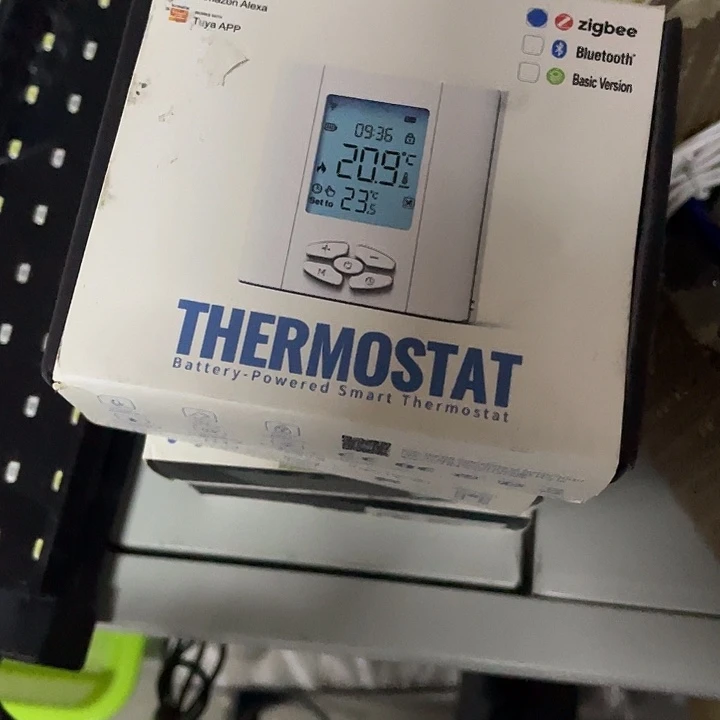 Amazon Alexa
Tuya APP
zigbee
Bluetooth
Basic Version
09:36
20.9°C
Set to 23.5°C
+
-
M
THERMOSTAT
Battery-Powered Smart Thermostat